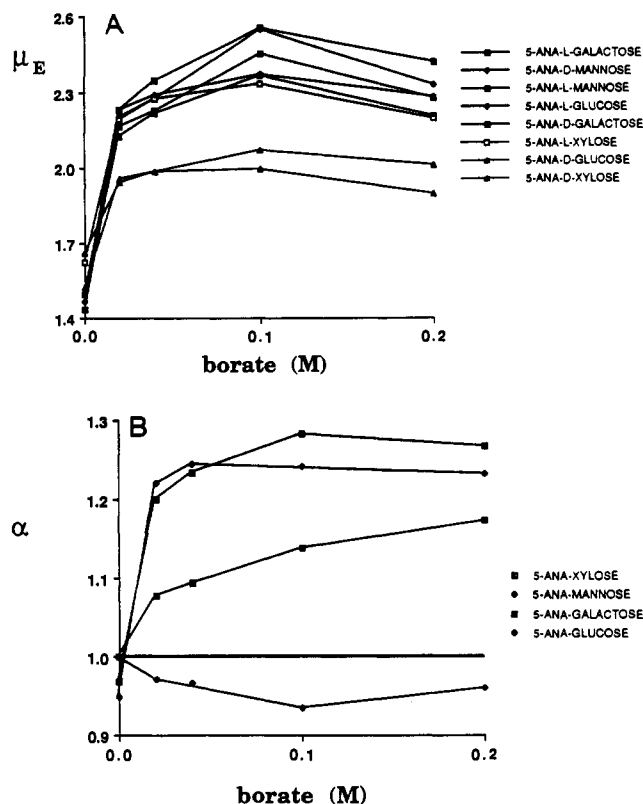 A
μE
2.6
2.3
2.0
1.7
1.4
0.0
0.1
0.2
borate (M)
5-ANA-L-GALACTOSE
5-ANA-D-MANNOSE
5-ANA-L-MANNOSE
5-ANA-L-GLUCOSE
5-ANA-D-GALACTOSE
5-ANA-L-XYLOSE
5-ANA-D-GLUCOSE
5-ANA-D-XYLOSE
B
α
1.3
1.2
1.1
1.0
0.9
0.0
0.1
0.2
borate (M)
5-ANA-XYLOSE
5-ANA-MANNOSE
5-ANA-GALACTOSE
5-ANA-GLUCOSE